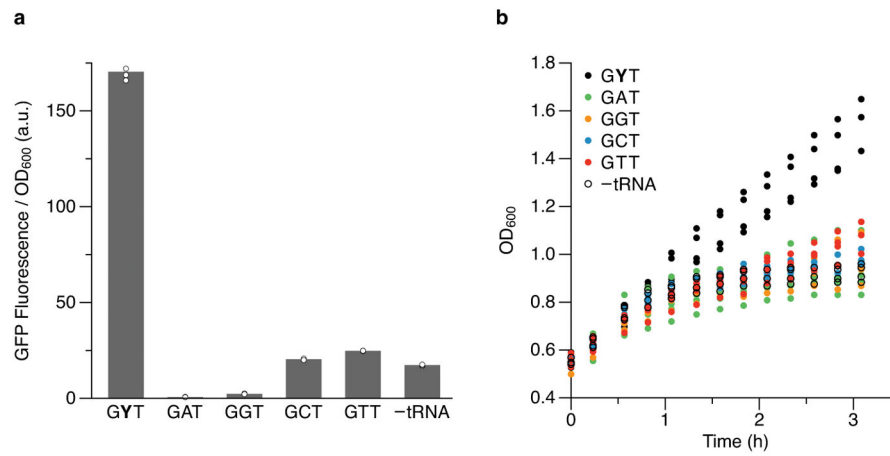 a
GFP Fluorescence / OD600 (a.u.)
150
100
50
0
GYT GAT GGT GCT GTT −tRNA
b
OD600
1.8
1.6
1.4
1.2
1.0
0.8
0.6
0.4
GYT
GAT
GGT
GCT
GTT
−tRNA
0 1 2 3
Time (h)